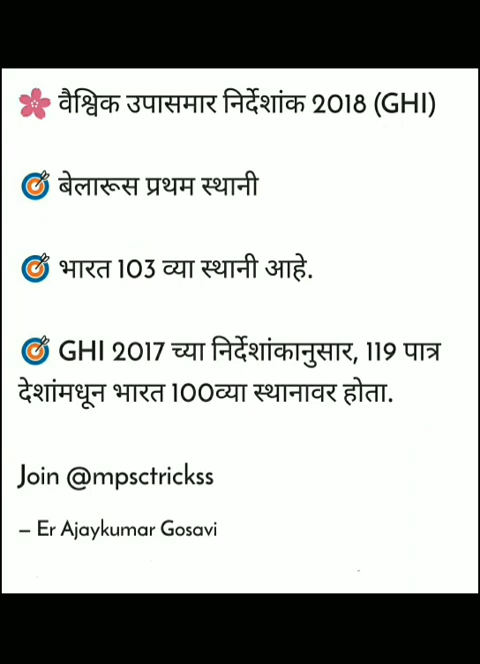 🌸 वैश्विक उपासमार निर्देशांक 2018 (GHI)
🎯 बेलारूस प्रथम स्थानी
🎯 भारत 103 व्या स्थानी आहे.
🎯 GHI 2017 च्या निर्देशांकानुसार, 119 पात्र
देशांमधून भारत 100व्या स्थानावर होता.
Join @mpsctrickss
– Er Ajaykumar Gosavi